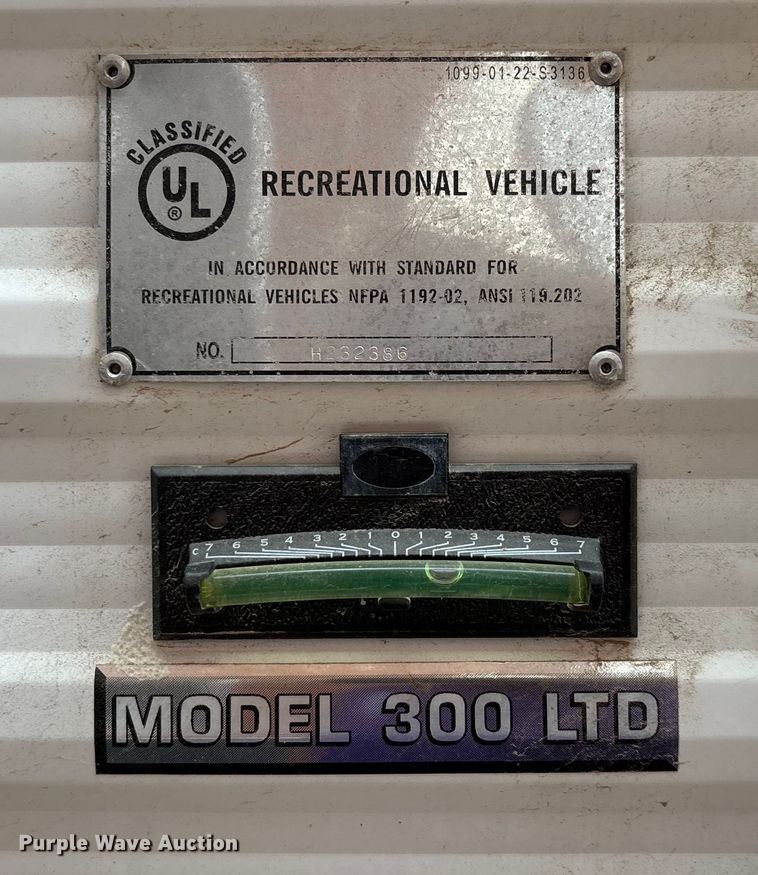 1099-01-22-S3136
CLASSIFIED
UL
®
RECREATIONAL VEHICLE
IN ACCORDANCE WITH STANDARD FOR
RECREATIONAL VEHICLES NFPA 1192-02, ANSI 119.202
NO. H232386
C 7 6 5 4 3 2 1 0 1 2 3 4 5 6 7
MODEL 300 LTD
Purple Wave Auction